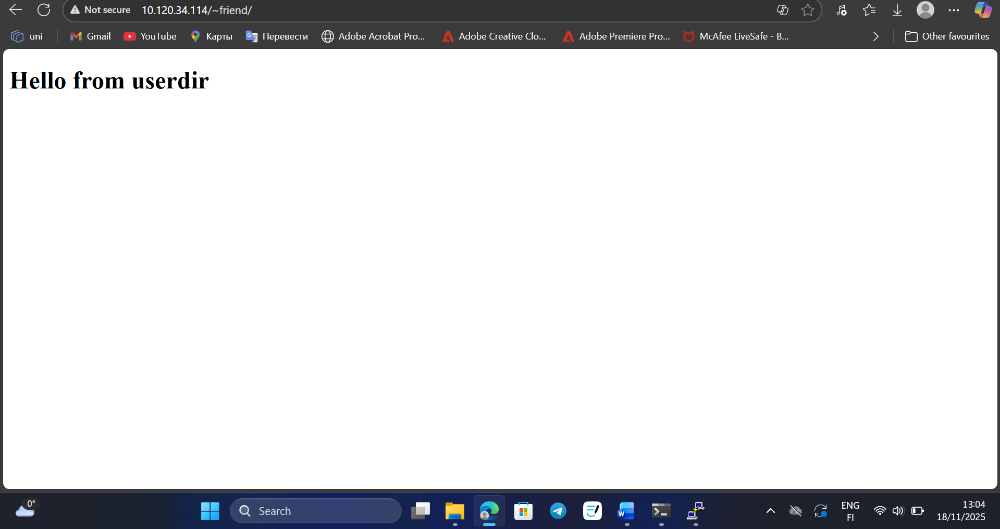 Not secure 10.120.34.114/~friend/
uni Gmail YouTube Карты Перевести Adobe Acrobat Pro... Adobe Creative Clo... Adobe Premiere Pro... McAfee LiveSafe - B... Other favourites
Hello from userdir
0° Search ENG 13:04
FI 18/11/2025